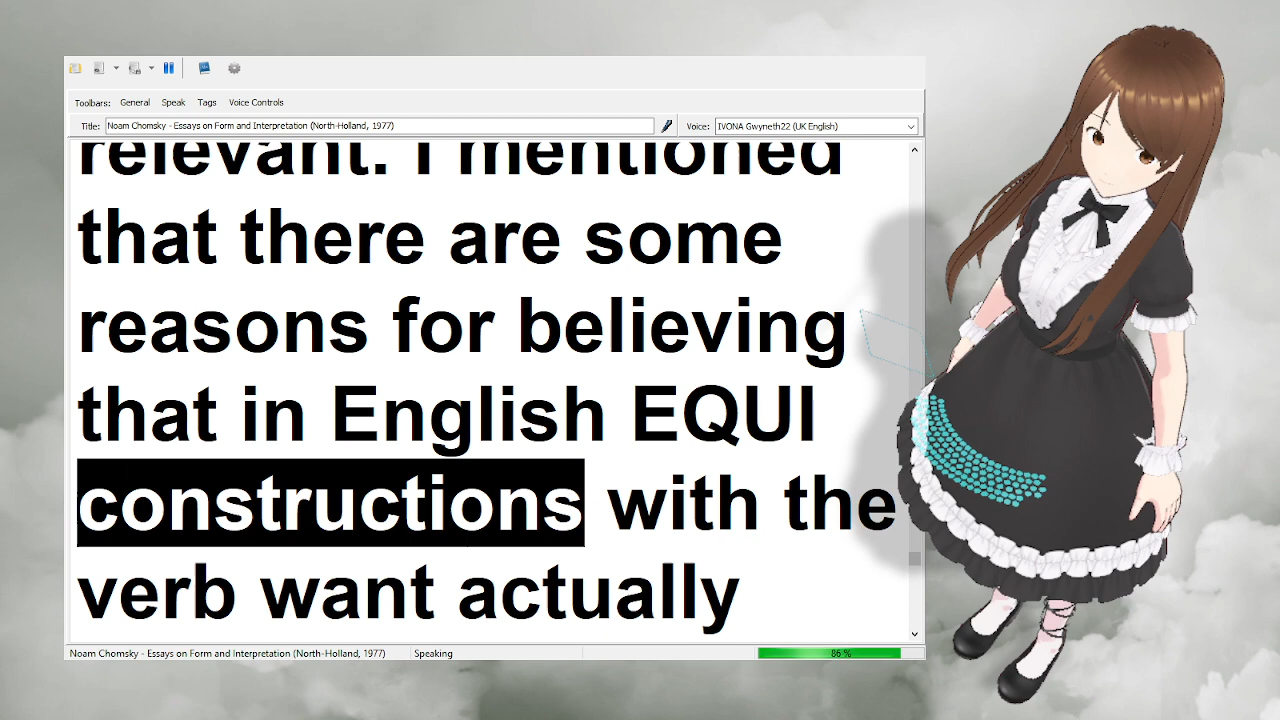 Toolbars: General Speak Tags Voice Controls
Title: Noam Chomsky - Essays on Form and Interpretation (North-Holland, 1977) Voice: IVONA Gwyneth22 (UK English)
relevant. I mentioned
that there are some
reasons for believing
that in English EQUI
constructions with the
verb want actually
Noam Chomsky - Essays on Form and Interpretation (North-Holland, 1977) Speaking 86 %